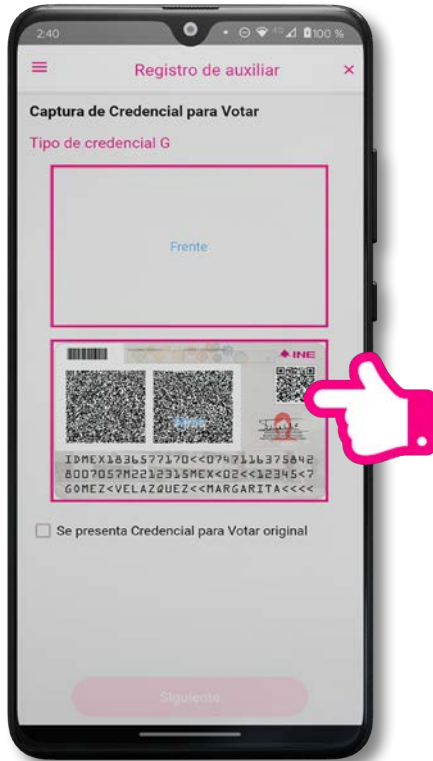 2:40
4G 100 %
Registro de auxiliar
Captura de Credencial para Votar
Tipo de credencial G
Frente
INE
IDMEX1836577170<<0747116375842
8007057M2212315MEX<02<<12345<7
GOMEZ<VELAZQUEZ<<MARGARITA<<<<
Se presenta Credencial para Votar original
Siguiente